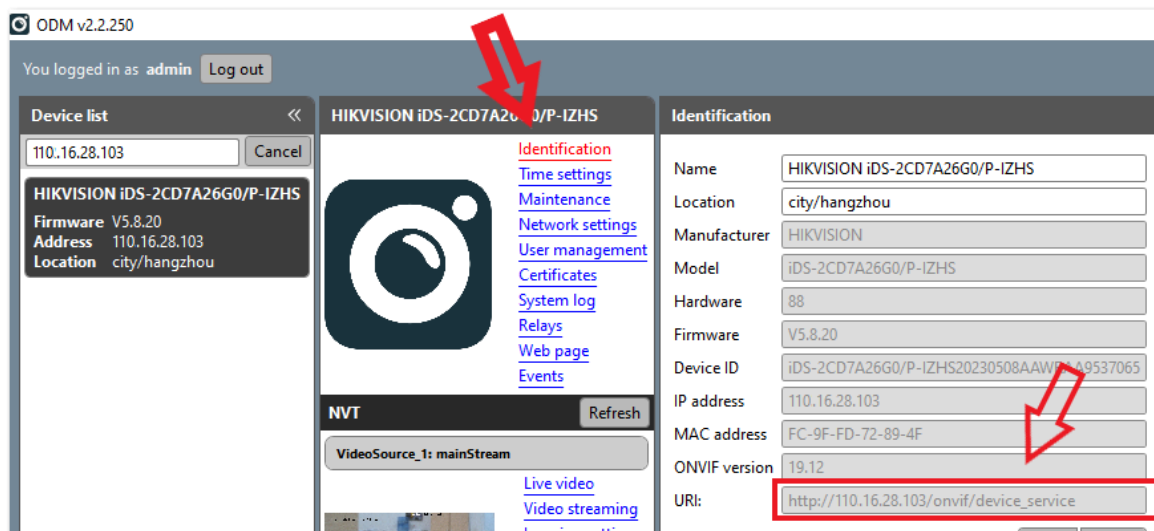 ODM v2.2.250
You logged in as admin Log out
Device list «
110..16.28.103 Cancel
HIKVISION iDS-2CD7A26G0/P-IZHS
Firmware V5.8.20
Address 110.16.28.103
Location city/hangzhou
HIKVISION iDS-2CD7A26G0/P-IZHS
Identification
Time settings
Maintenance
Network settings
User management
Certificates
System log
Relays
Web page
Events
NVT Refresh
VideoSource_1: mainStream
Live video
Video streaming
Identification
Name HIKVISION iDS-2CD7A26G0/P-IZHS
Location city/hangzhou
Manufacturer HIKVISION
Model iDS-2CD7A26G0/P-IZHS
Hardware 88
Firmware V5.8.20
Device ID
IP address 110.16.28.103
MAC address FC-9F-FD-72-89-4F
ONVIF version 19.12
URI: http://110.16.28.103/onvif/device_service